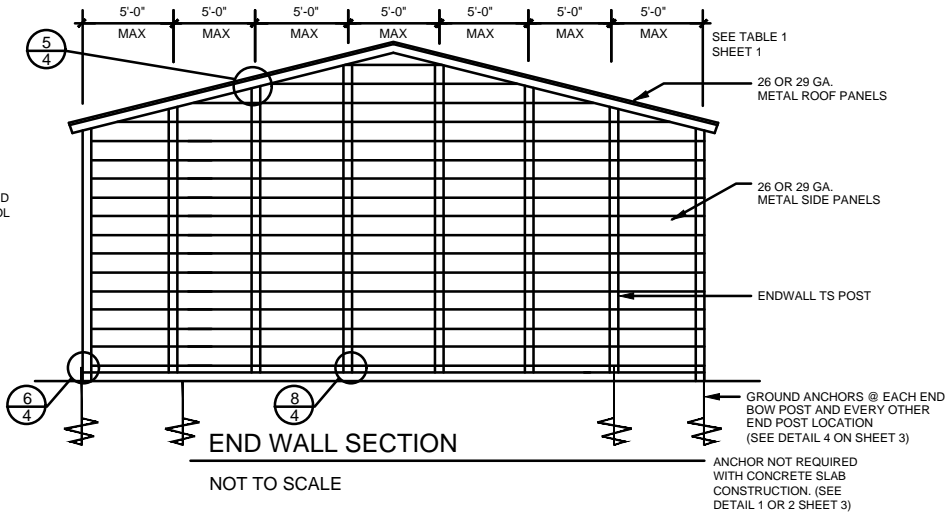 5'-0" 5'-0" 5'-0" 5'-0" 5'-0" 5'-0" 5'-0"
MAX MAX MAX MAX MAX MAX MAX
SEE TABLE 1
SHEET 1
5
4
26 OR 29 GA.
METAL ROOF PANELS
D
OL
26 OR 29 GA.
METAL SIDE PANELS
ENDWALL TS POST
6
4
8
4
GROUND ANCHORS @ EACH END
BOW POST AND EVERY OTHER
END POST LOCATION
(SEE DETAIL 4 ON SHEET 3)
END WALL SECTION
NOT TO SCALE
ANCHOR NOT REQUIRED
WITH CONCRETE SLAB
CONSTRUCTION. (SEE
DETAIL 1 OR 2 SHEET 3)